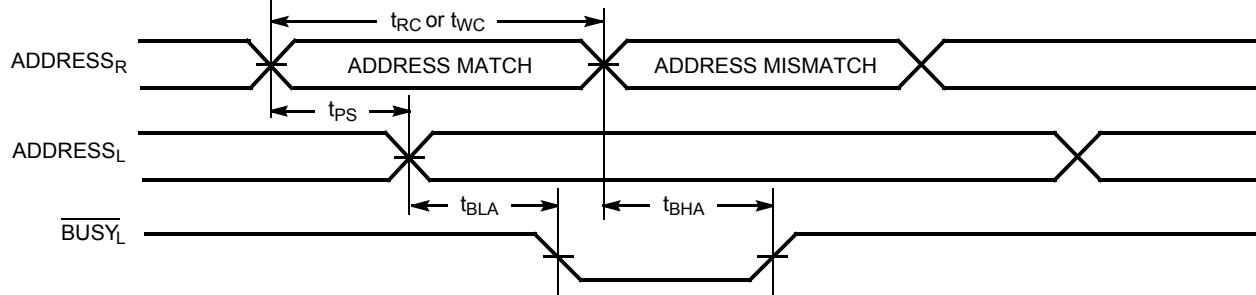 tRC or tWC
ADDRESSR ADDRESS MATCH ADDRESS MISMATCH
tPS
ADDRESSL
tBLA tBHA
BUSYL